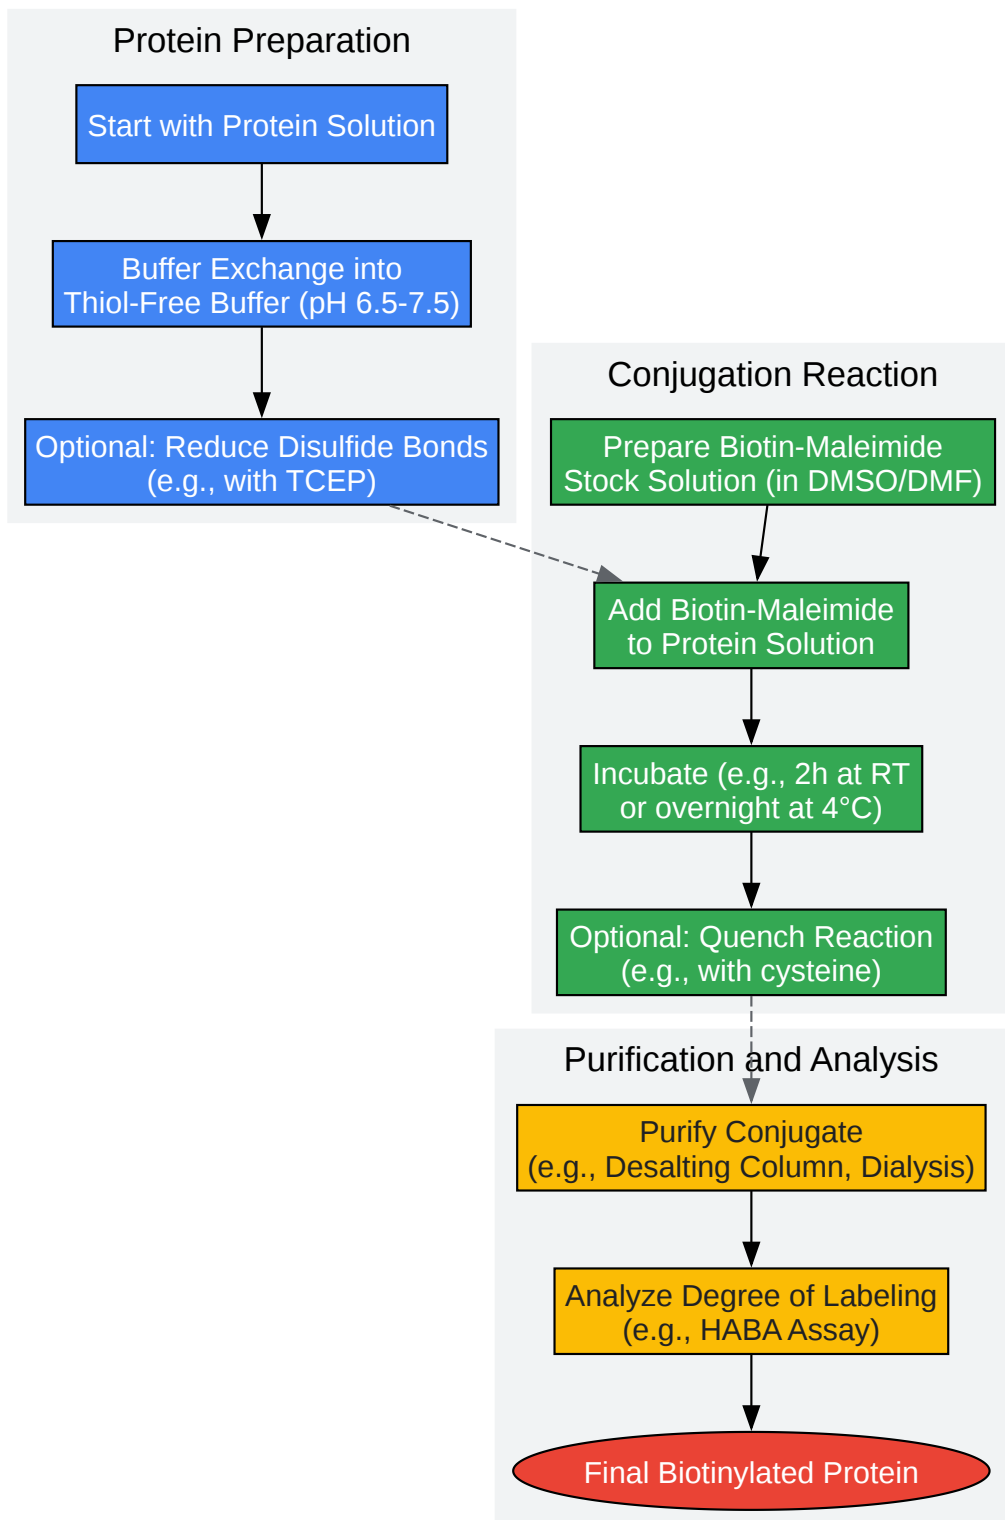 Protein Preparation
Start with Protein Solution
Buffer Exchange into
Thiol-Free Buffer (pH 6.5-7.5)
Optional: Reduce Disulfide Bonds
(e.g., with TCEP)
Conjugation Reaction
Prepare Biotin-Maleimide
Stock Solution (in DMSO/DMF)
Add Biotin-Maleimide
to Protein Solution
Incubate (e.g., 2h at RT
or overnight at 4°C)
Optional: Quench Reaction
(e.g., with cysteine)
Purification and Analysis
Purify Conjugate
(e.g., Desalting Column, Dialysis)
Analyze Degree of Labeling
(e.g., HABA Assay)
Final Biotinylated Protein